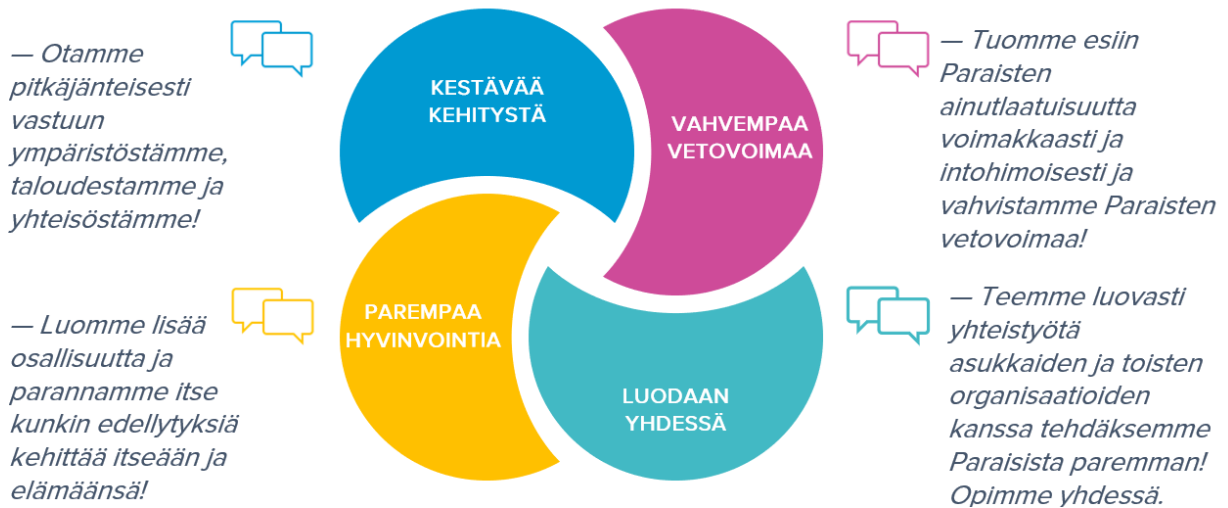 — Otamme
pitkäjänteisesti
vastuun
ympäristöstämme,
taloudestamme ja
yhteisöstämme!
KESTÄVÄÄ
KEHITYSTÄ
VAHVEMPAA
VETOVOIMAA
— Tuomme esiin
Paraisten
ainutlaatuisuutta
voimakkaasti ja
intohimoisesti ja
vahvistamme Paraisten
vetovoimaa!
— Luomme lisää
osallisuutta ja
parannamme itse
kunkin edellytyksiä
kehittää itseään ja
elämäänsä!
PAREMPAA
HYVINVOINTIA
LUODAAN
YHDESSÄ
— Teemme luovasti
yhteistyötä
asukkaiden ja toisten
organisaatioiden
kanssa tehdäksemme
Paraisista paremman!
Opimme yhdessä.